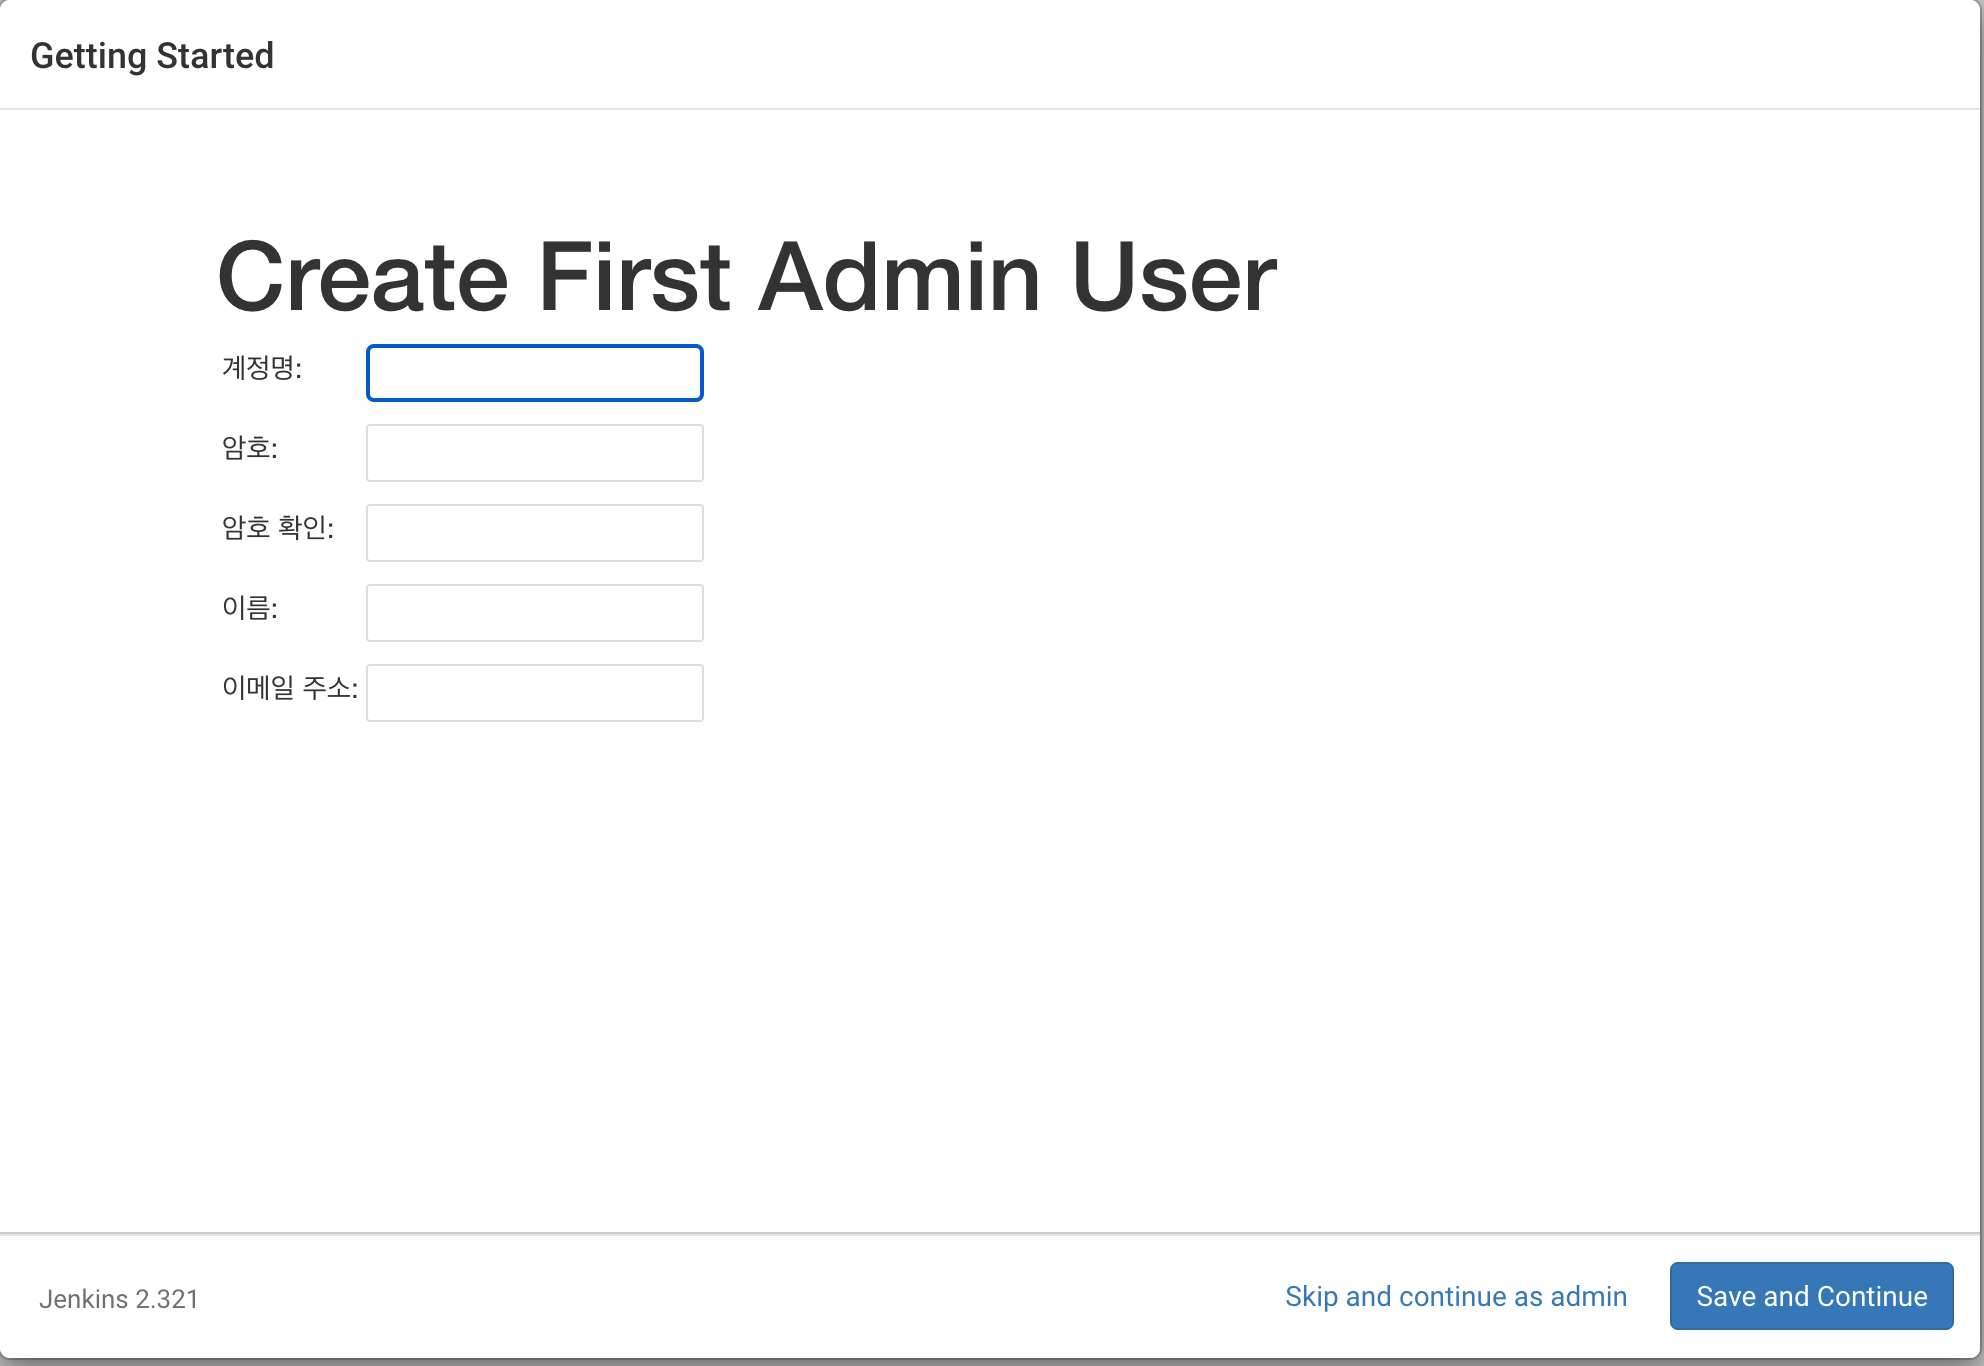 Getting Started
Create First Admin User
계정명:
암호:
암호 확인:
이름:
이메일 주소:
Jenkins 2.321
Skip and continue as admin
Save and Continue